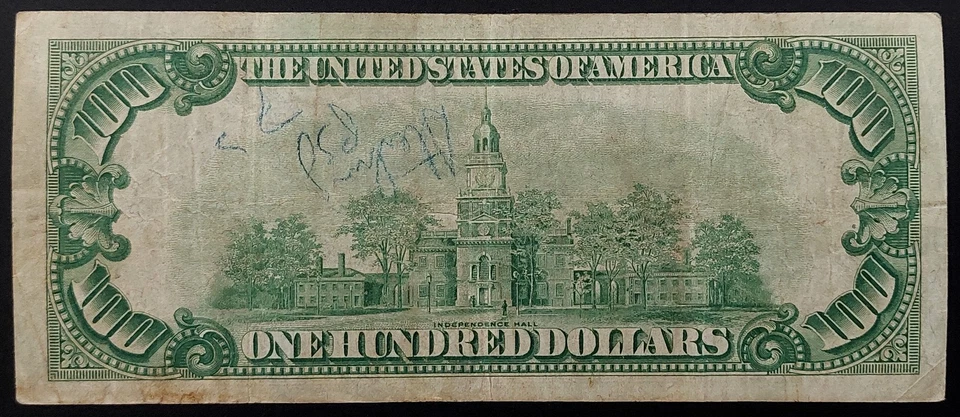 THE UNITED STATES OF AMERICA
100 100
INDEPENDENCE HALL
100 100
ONE HUNDRED DOLLARS